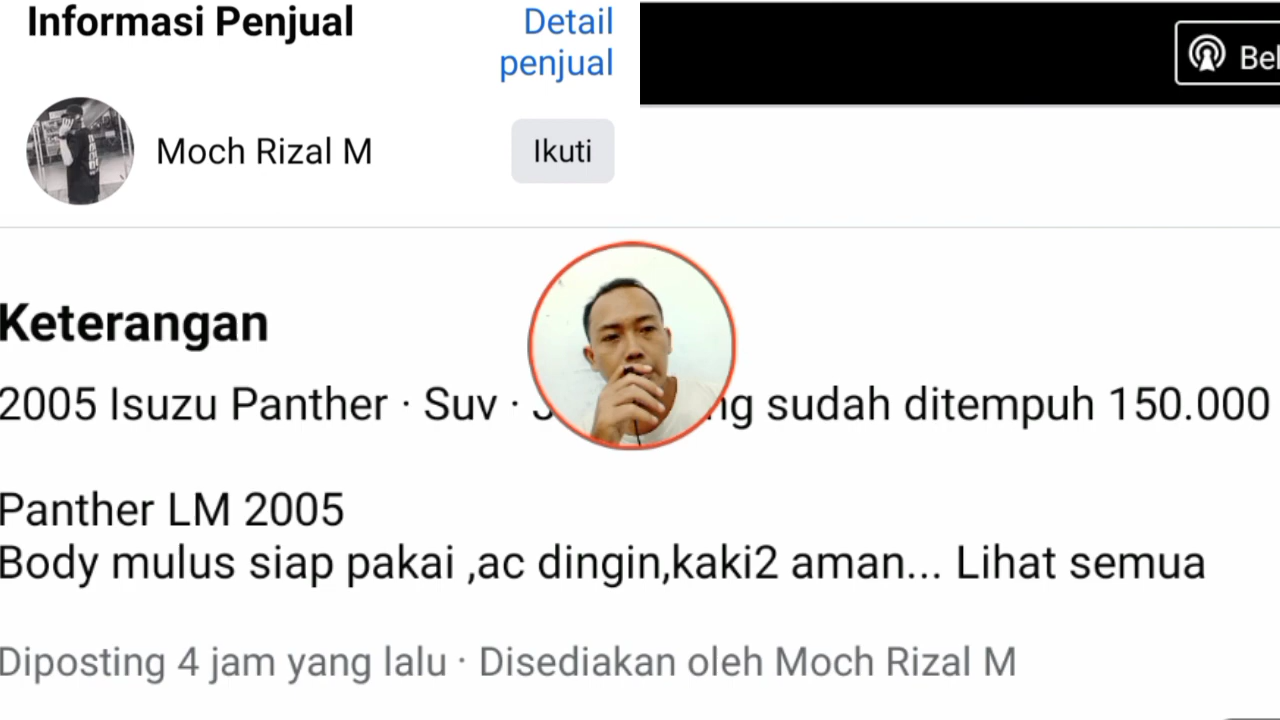 Informasi Penjual
Detail
penjual
Moch Rizal M
Ikuti
Keterangan
2005 Isuzu Panther · Suv · sudah ditempuh 150.000
Panther LM 2005
Body mulus siap pakai ,ac dingin,kaki2 aman... Lihat semua
Diposting 4 jam yang lalu · Disediakan oleh Moch Rizal M